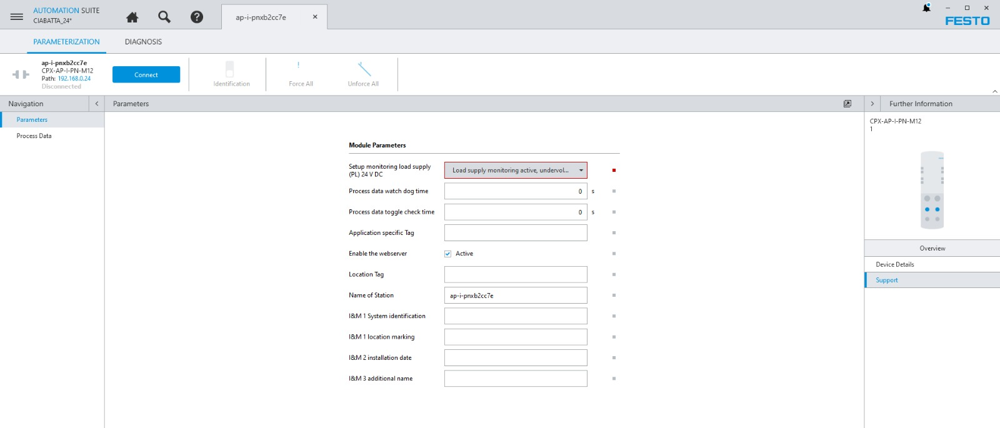 AUTOMATION SUITE
CIABATTA_24*
ap-i-pnxb2cc7e
FESTO
PARAMETERIZATION
DIAGNOSIS
ap-i-pnxb2cc7e
CPX-AP-I-PN-M12
Path: 192.168.0.24
Disconnected
Connect
Identification
Force All
Unforce All
Navigation
Parameters
Process Data
Parameters
Module Parameters
Setup monitoring load supply
(PL) 24 V DC
Load supply monitoring active, undervol...
Process data watch dog time
0 s
Process data toggle check time
0 s
Application specific Tag
Enable the webserver
Active
Location Tag
Name of Station
ap-i-pnxb2cc7e
I&M 1 System identification
I&M 1 location marking
I&M 2 installation date
I&M 3 additional name
Further Information
CPX-AP-I-PN-M12
1
Overview
Device Details
Support